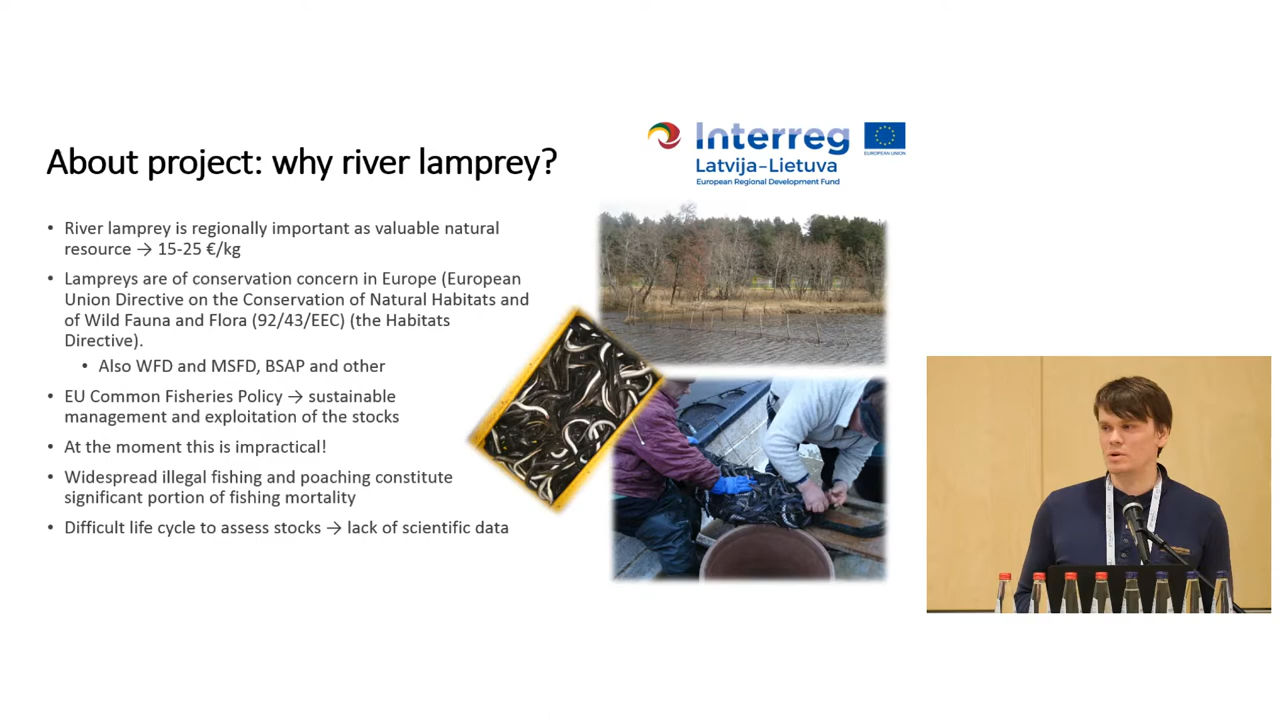 Interreg
Latvija–Lietuva
European Regional Development Fund
EUROPEAN UNION
About project: why river lamprey?
• River lamprey is regionally important as valuable natural
resource → 15-25 €/kg
• Lampreys are of conservation concern in Europe (European
Union Directive on the Conservation of Natural Habitats and
of Wild Fauna and Flora (92/43/EEC) (the Habitats
Directive).
• Also WFD and MSFD, BSAP and other
• EU Common Fisheries Policy → sustainable
management and exploitation of the stocks
• At the moment this is impractical!
• Widespread illegal fishing and poaching constitute
significant portion of fishing mortality
• Difficult life cycle to assess stocks → lack of scientific data